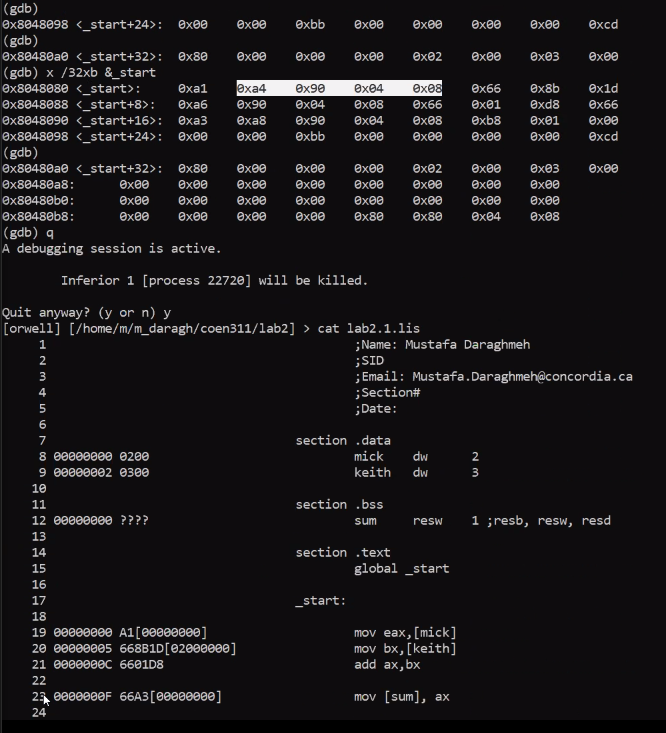 (gdb)
0x8048098 <_start+24>: 0x00 0x00 0xbb 0x00 0x00 0x00 0x00 0xcd
(gdb)
0x80480a0 <_start+32>: 0x80 0x00 0x00 0x00 0x02 0x00 0x03 0x00
(gdb) x /32xb &_start
0x8048080 <_start>: 0xa1 0xa4 0x90 0x04 0x08 0x66 0x8b 0x1d
0x8048088 <_start+8>: 0xa6 0x90 0x04 0x08 0x66 0x01 0xd8 0x66
0x8048090 <_start+16>: 0xa3 0xa8 0x90 0x04 0x08 0xb8 0x01 0x00
0x8048098 <_start+24>: 0x00 0x00 0xbb 0x00 0x00 0x00 0x00 0xcd
(gdb)
0x80480a0 <_start+32>: 0x80 0x00 0x00 0x00 0x02 0x00 0x03 0x00
0x80480a8: 0x00 0x00 0x00 0x00 0x00 0x00 0x00 0x00
0x80480b0: 0x00 0x00 0x00 0x00 0x00 0x00 0x00 0x00
0x80480b8: 0x00 0x00 0x00 0x00 0x80 0x80 0x04 0x08
(gdb) q
A debugging session is active.
Inferior 1 [process 22720] will be killed.
Quit anyway? (y or n) y
[orwell] [/home/m/m_daragh/coen311/lab2] > cat lab2.1.lis
1 ;Name: Mustafa Daraghmeh
2 ;SID
3 ;Email: Mustafa.Daraghmeh@concordia.ca
4 ;Section#
5 ;Date:
6
7 section .data
8 00000000 0200 mick dw 2
9 00000002 0300 keith dw 3
10
11 section .bss
12 00000000 ???? sum resw 1 ;resb, resw, resd
13
14 section .text
15 global _start
16
17 _start:
18
19 00000000 A1[00000000] mov eax,[mick]
20 00000005 668B1D[02000000] mov bx,[keith]
21 0000000C 6601D8 add ax,bx
22
23 0000000F 66A3[00000000] mov [sum], ax
24